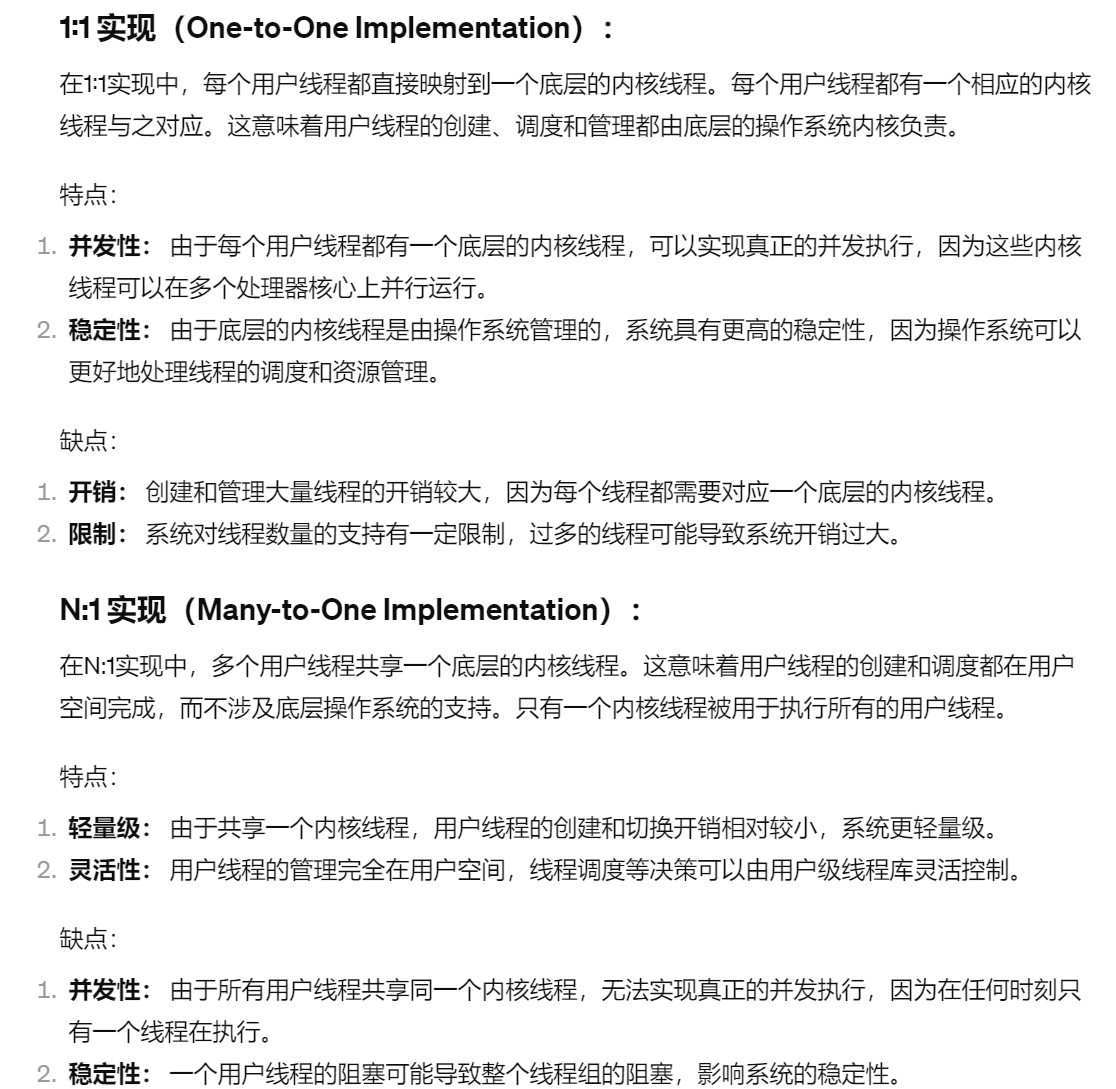 1:1 实现（One-to-One Implementation）：
在1:1实现中，每个用户线程都直接映射到一个底层的内核线程。每个用户线程都有一个相应的内核
线程与之对应。这意味着用户线程的创建、调度和管理都由底层的操作系统内核负责。
特点：
1. 并发性： 由于每个用户线程都有一个底层的内核线程，可以实现真正的并发执行，因为这些内核
线程可以在多个处理器核心上并行运行。
2. 稳定性： 由于底层的内核线程是由操作系统管理的，系统具有更高的稳定性，因为操作系统可以
更好地处理线程的调度和资源管理。
缺点：
1. 开销： 创建和管理大量线程的开销较大，因为每个线程都需要对应一个底层的内核线程。
2. 限制： 系统对线程数量的支持有一定限制，过多的线程可能导致系统开销过大。
N:1 实现（Many-to-One Implementation）：
在N:1实现中，多个用户线程共享一个底层的内核线程。这意味着用户线程的创建和调度都在用户
空间完成，而不涉及底层操作系统的支持。只有一个内核线程被用于执行所有的用户线程。
特点：
1. 轻量级： 由于共享一个内核线程，用户线程的创建和切换开销相对较小，系统更轻量级。
2. 灵活性： 用户线程的管理完全在用户空间，线程调度等决策可以由用户级线程库灵活控制。
缺点：
1. 并发性： 由于所有用户线程共享同一个内核线程，无法实现真正的并发执行，因为在任何时刻只
有一个线程在执行。
2. 稳定性： 一个用户线程的阻塞可能导致整个线程组的阻塞，影响系统的稳定性。